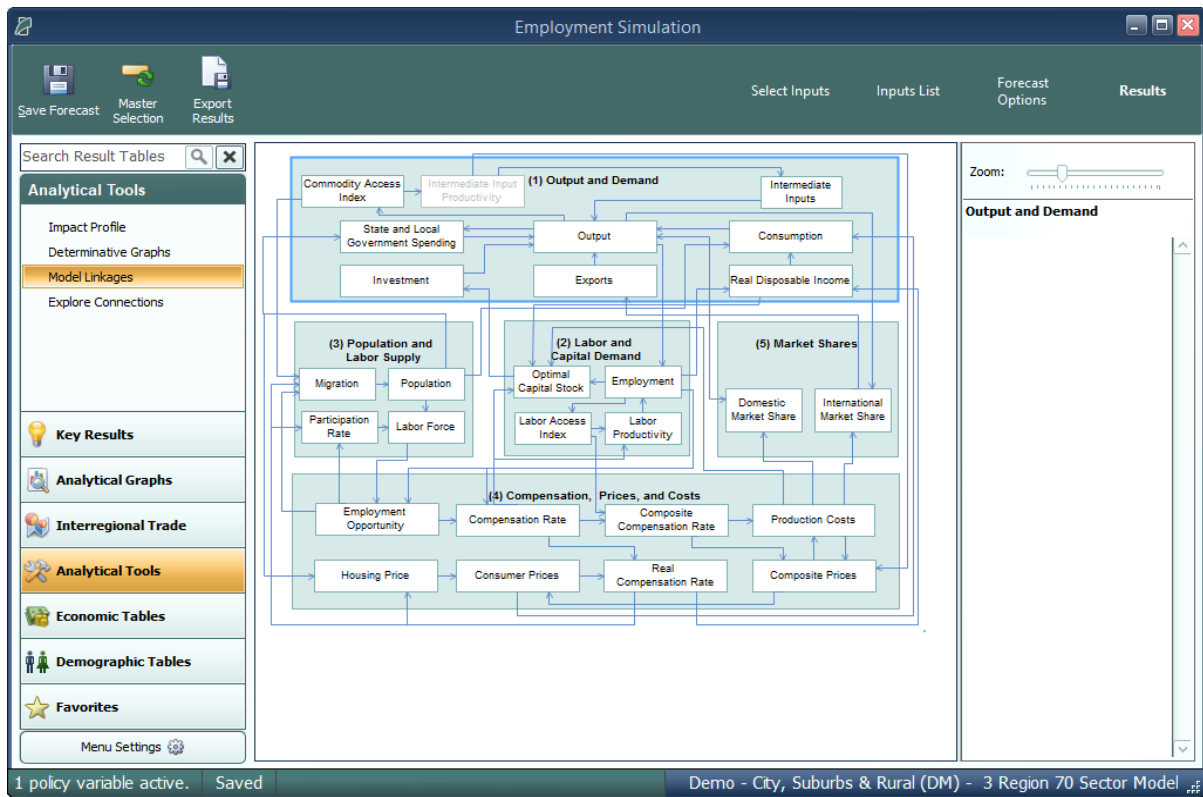 Employment Simulation
Save Forecast
Master
Selection
Export
Results
Select Inputs
Inputs List
Forecast
Options
Results
Search Result Tables
Analytical Tools
Impact Profile
Determinative Graphs
Model Linkages
Explore Connections
Key Results
Analytical Graphs
Interregional Trade
Analytical Tools
Economic Tables
Demographic Tables
Favorites
Menu Settings
(1) Output and Demand
Commodity Access
Index
Intermediate Input
Productivity
Intermediate
Inputs
State and Local
Government Spending
Output
Consumption
Investment
Exports
Real Disposable Income
(3) Population and
Labor Supply
Migration
Population
Participation
Rate
Labor Force
(2) Labor and
Capital Demand
Optimal
Capital Stock
Employment
Labor Access
Index
Labor
Productivity
(5) Market Shares
Domestic
Market Share
International
Market Share
(4) Compensation, Prices, and Costs
Employment
Opportunity
Compensation Rate
Composite
Compensation Rate
Production Costs
Housing Price
Consumer Prices
Real
Compensation Rate
Composite Prices
Zoom:
Output and Demand
1 policy variable active.
Saved
Demo - City, Suburbs & Rural (DM) - 3 Region 70 Sector Model